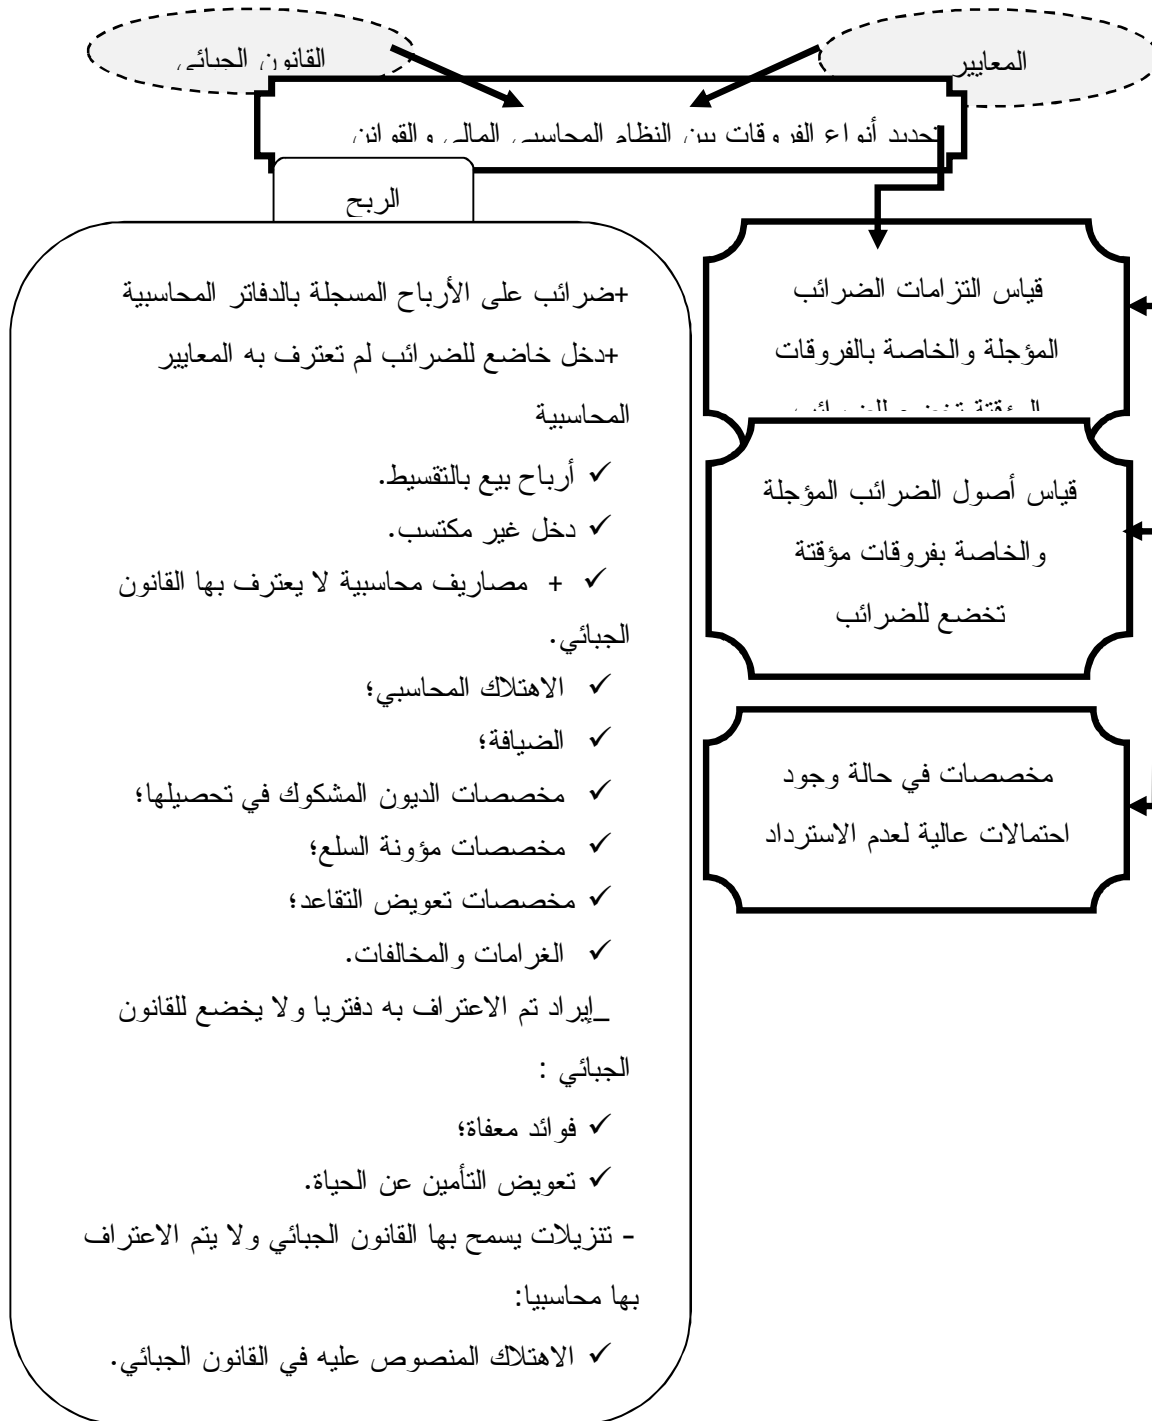 المعايير
القانون الجبائي
تحديد أنواع الفروقات بين النظام المحاسبي المالي والقوانين
الربح
+ضرائب على الأرباح المسجلة بالدفاتر المحاسبية
+دخل خاضع للضرائب لم تعترف به المعايير
المحاسبية
✓ أرباح بيع بالتقسيط.
✓ دخل غير مكتسب.
✓ + مصاريف محاسبية لا يعترف بها القانون
الجبائي.
✓ الاهتلاك المحاسبي؛
✓ الضيافة؛
✓ مخصصات الديون المشكوك في تحصيلها؛
✓ مخصصات مؤونة السلع؛
✓ مخصصات تعويض التقاعد؛
✓ الغرامات والمخالفات.
_إيراد تم الاعتراف به دفتريا ولا يخضع للقانون
الجبائي :
✓ فوائد معفاة؛
✓ تعويض التأمين عن الحياة.
- تنزيلات يسمح بها القانون الجبائي ولا يتم الاعتراف
بها محاسبيا:
✓ الاهتلاك المنصوص عليه في القانون الجبائي.
قياس التزامات الضرائب
المؤجلة والخاصة بالفروقات
المؤقتة تخضع للضرائب
قياس أصول الضرائب المؤجلة
والخاصة بفروقات مؤقتة
تخضع للضرائب
مخصصات في حالة وجود
احتمالات عالية لعدم الاسترداد